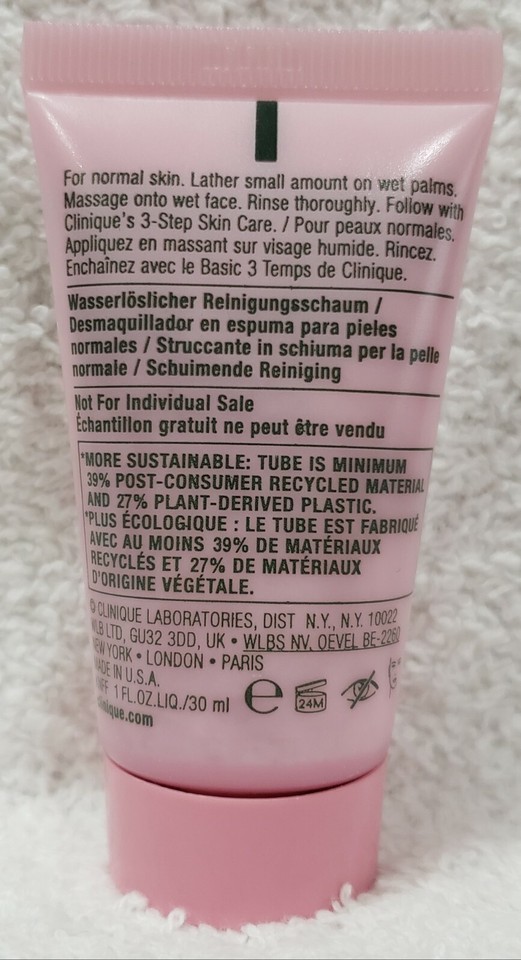 For normal skin. Lather small amount on wet palms.
Massage onto wet face. Rinse thoroughly. Follow with
Clinique's 3-Step Skin Care. / Pour peaux normales.
Appliquez en massant sur visage humide. Rincez.
Enchaînez avec le Basic 3 Temps de Clinique.
Wasserlöslicher Reinigungsschaum /
Desmaquillador en espuma para pieles
normales / Struccante in schiuma per la pelle
normale / Schuimende Reiniging
Not For Individual Sale
Échantillon gratuit ne peut être vendu
*MORE SUSTAINABLE: TUBE IS MINIMUM
39% POST-CONSUMER RECYCLED MATERIAL
AND 27% PLANT-DERIVED PLASTIC.
*PLUS ÉCOLOGIQUE : LE TUBE EST FABRIQUÉ
AVEC AU MOINS 39% DE MATÉRIAUX
RECYCLÉS ET 27% DE MATÉRIAUX
D'ORIGINE VÉGÉTALE.
© CLINIQUE LABORATORIES, DIST N.Y., N.Y. 10022
LTD, GU32 3DD, UK • WLBS NV, OEVEL BE-2260
YORK • LONDON • PARIS
MADE IN U.S.A.
1 FL.OZ.LIQ./30 ml e 24M
clinique.com